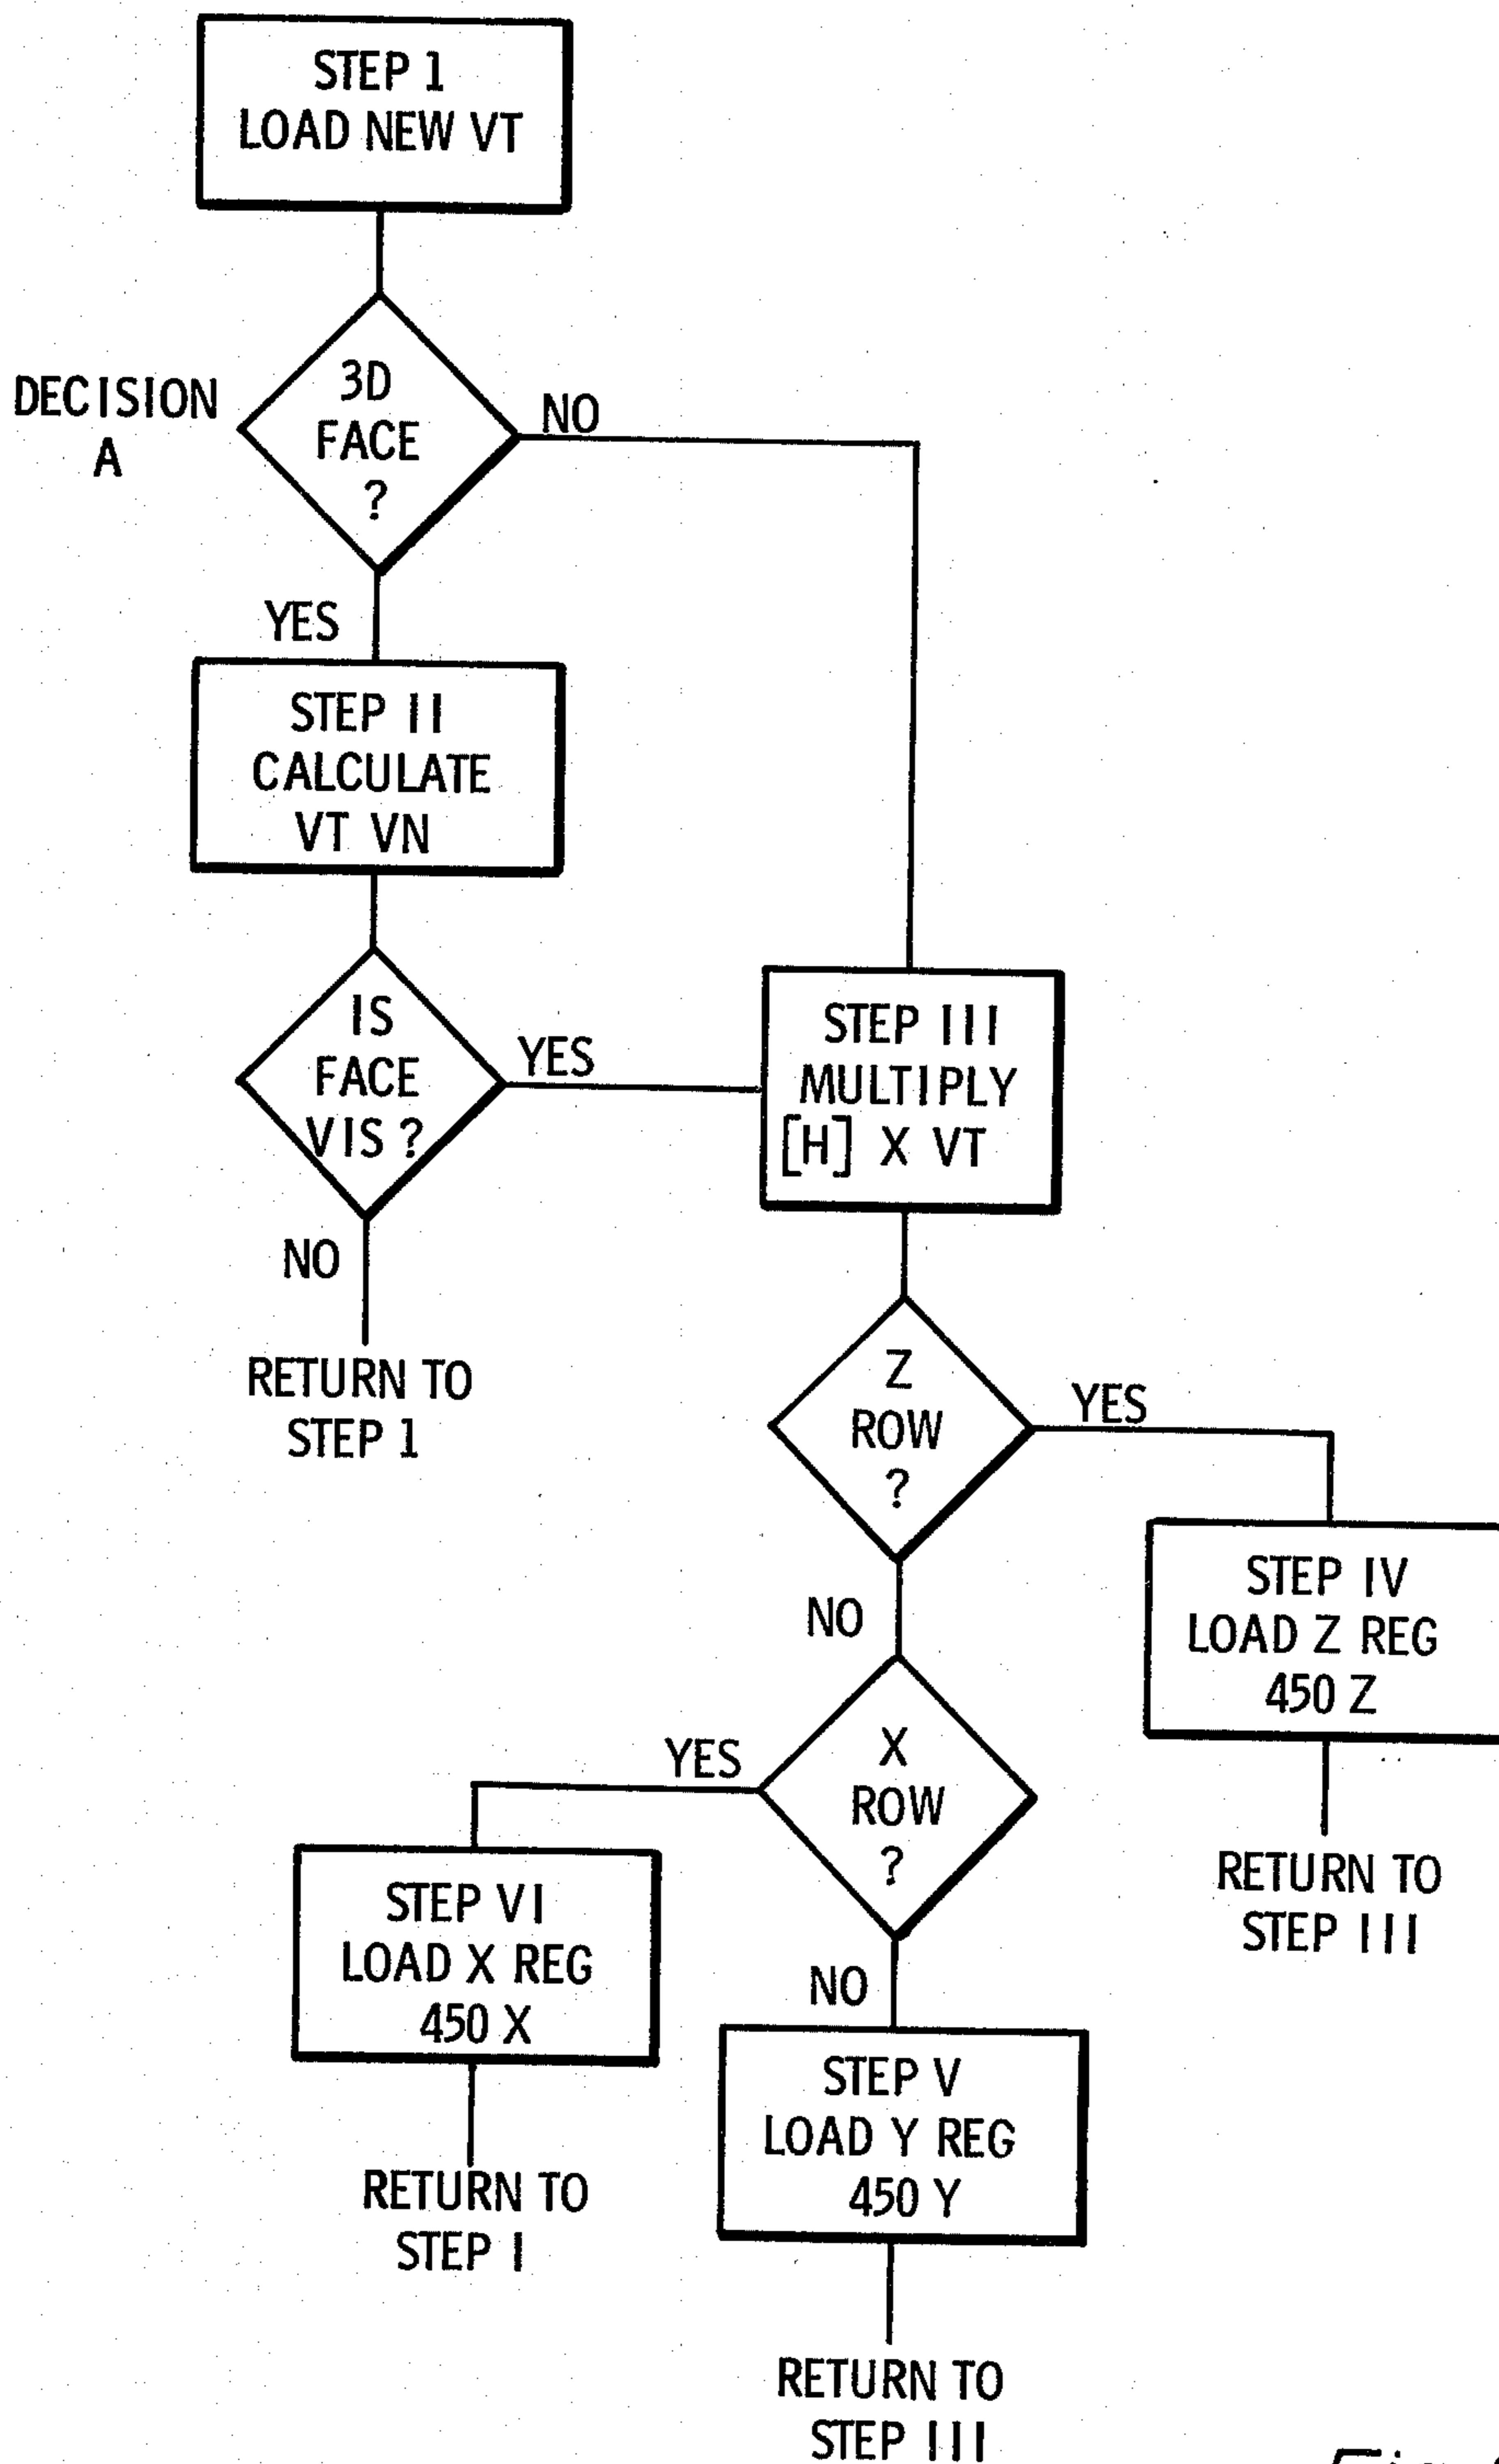 STEP 1
LOAD NEW VT
DECISION
A
3D
FACE
?
NO
YES
STEP II
CALCULATE
VT VN
IS
FACE
VIS ?
YES
NO
RETURN TO
STEP 1
STEP III
MULTIPLY
[H] X VT
Z
ROW
?
YES
NO
STEP IV
LOAD Z REG
450 Z
RETURN TO
STEP III
X
ROW
?
YES
NO
STEP VI
LOAD X REG
450 X
RETURN TO
STEP I
STEP V
LOAD Y REG
450 Y
RETURN TO
STEP III